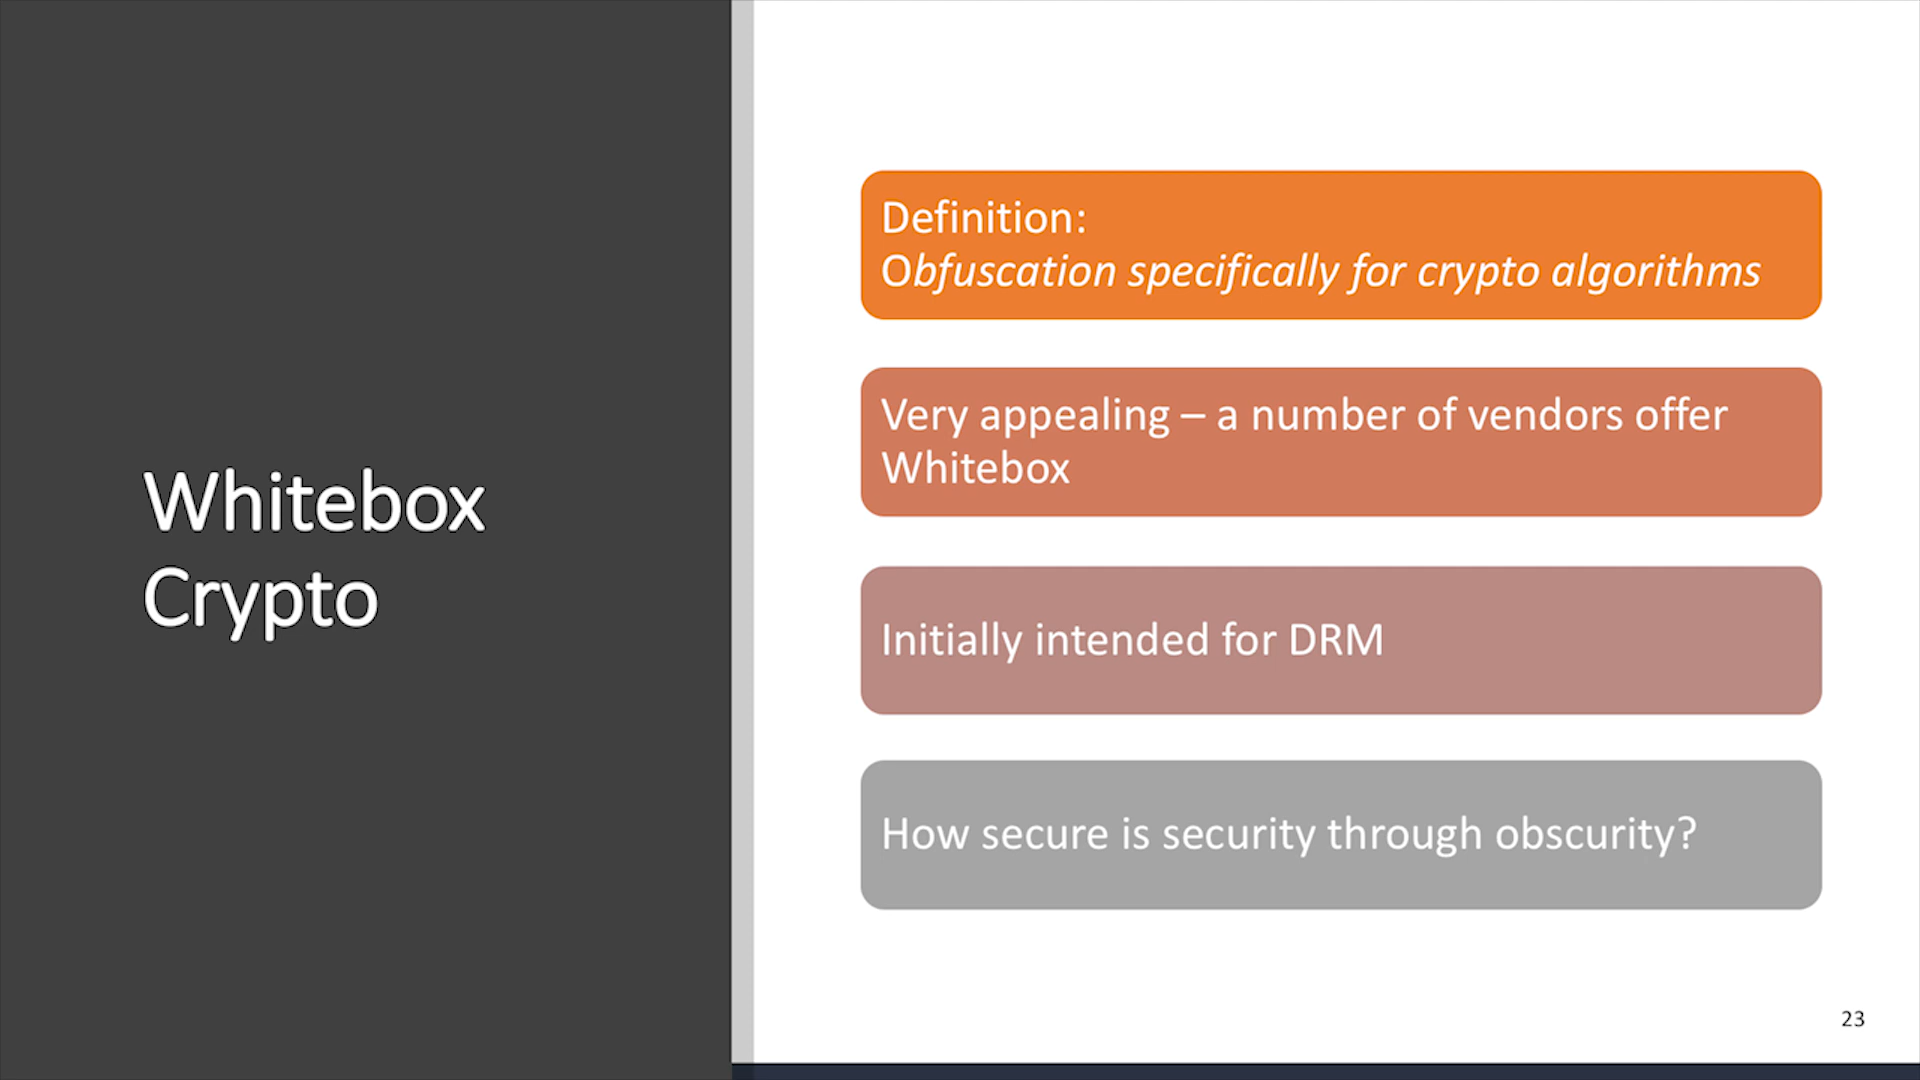 Whitebox
Crypto
Definition:
Obfuscation specifically for crypto algorithms
Very appealing – a number of vendors offer
Whitebox
Initially intended for DRM
How secure is security through obscurity?
23